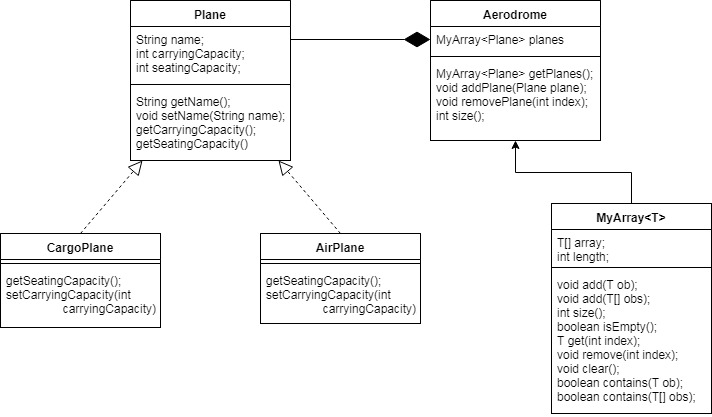 Plane
String name;
int carryingCapacity;
int seatingCapacity;
String getName();
void setName(String name);
getCarryingCapacity();
getSeatingCapacity()
Aerodrome
MyArray<Plane> planes
MyArray<Plane> getPlanes();
void addPlane(Plane plane);
void removePlane(int index);
int size();
CargoPlane
getSeatingCapacity();
setCarryingCapacity(int
carryingCapacity)
AirPlane
getSeatingCapacity();
setCarryingCapacity(int
carryingCapacity)
MyArray<T>
T[] array;
int length;
void add(T ob);
void add(T[] obs);
int size();
boolean isEmpty();
T get(int index);
void remove(int index);
void clear();
boolean contains(T ob);
boolean contains(T[] obs);